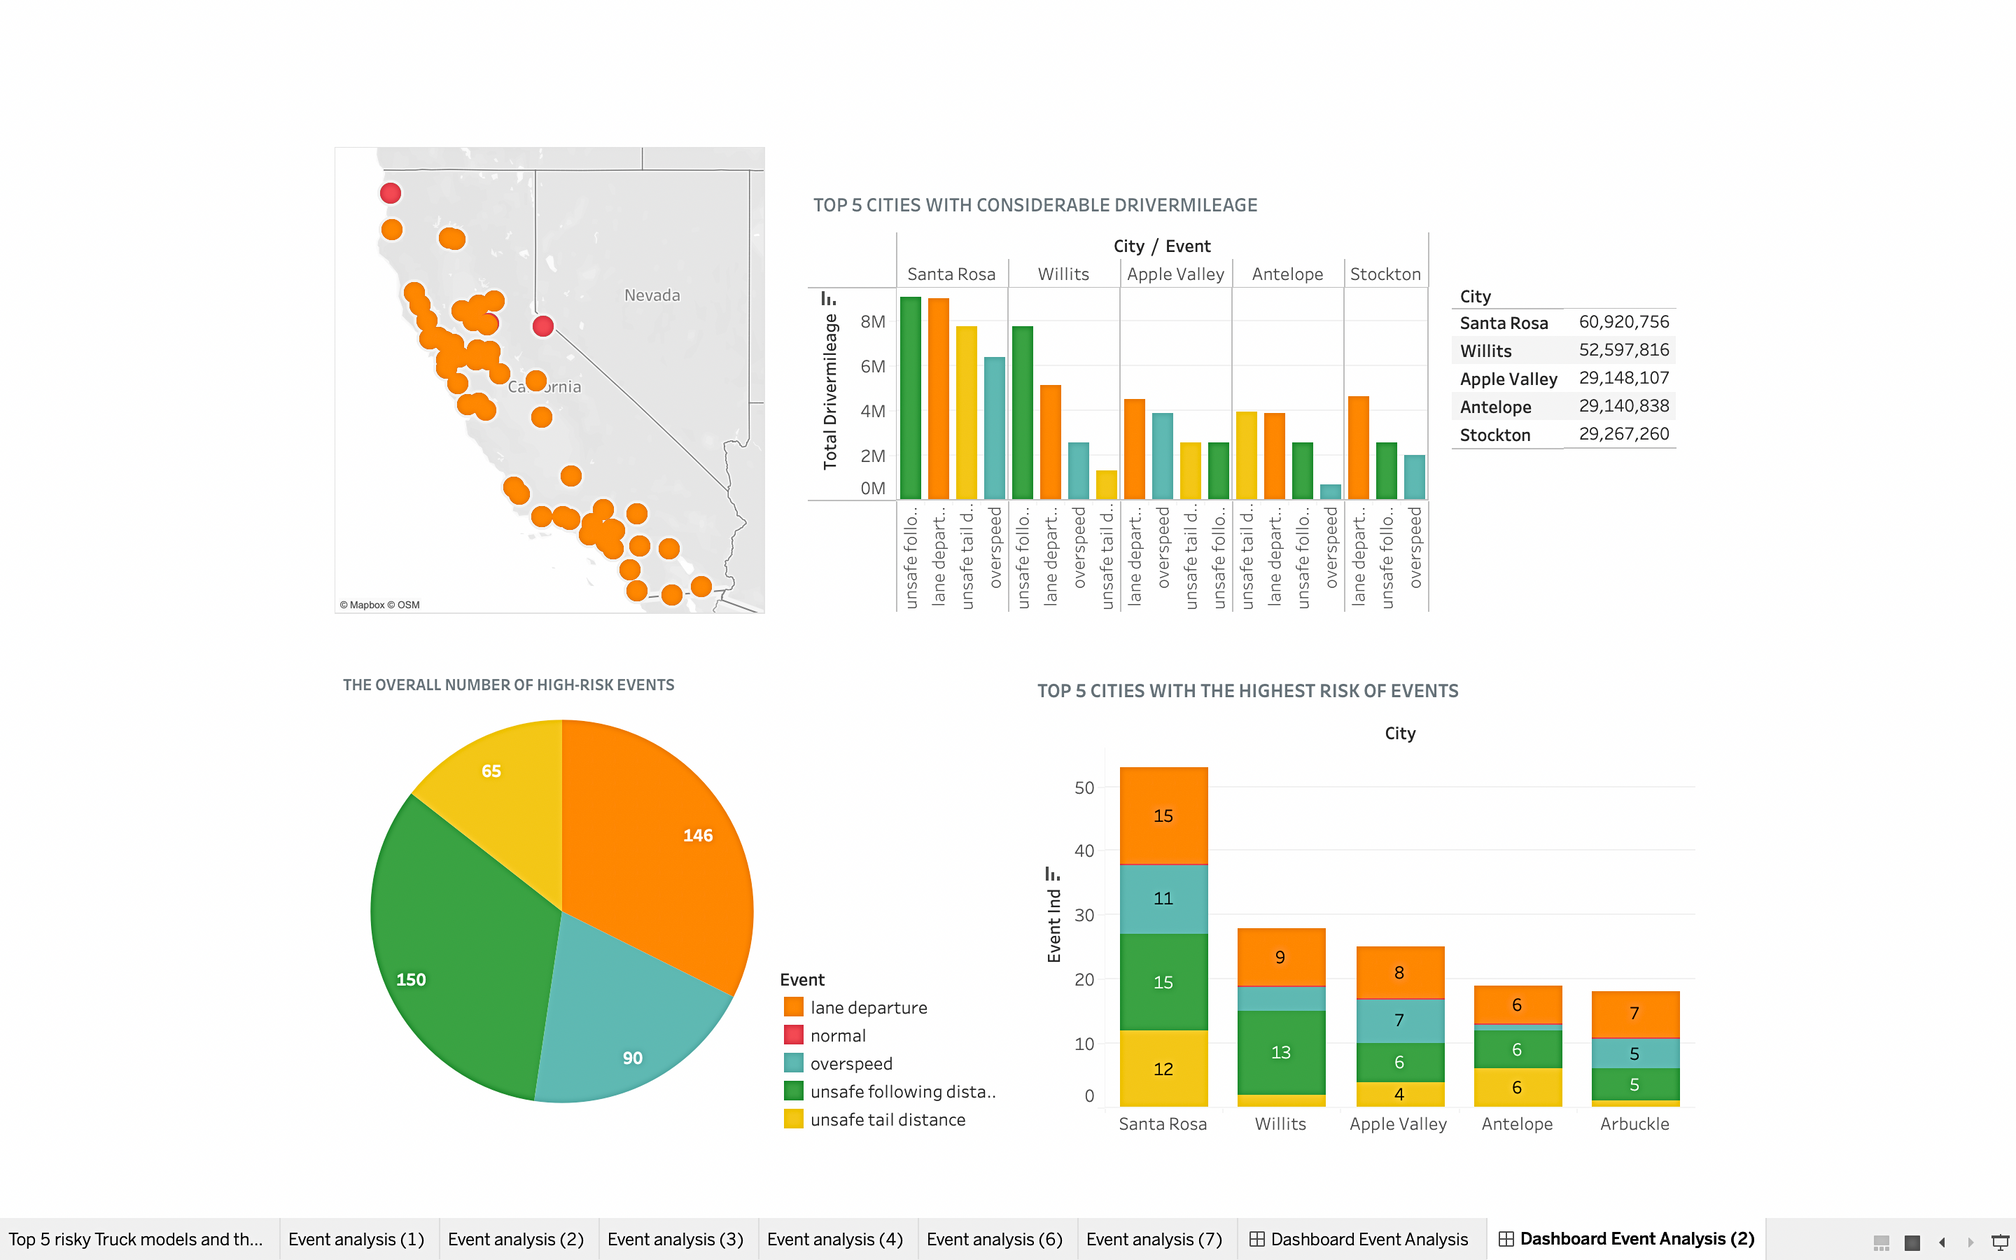 Nevada
California
© Mapbox © OSM
TOP 5 CITIES WITH CONSIDERABLE DRIVERMILEAGE
City / Event
Santa Rosa
Willits
Apple Valley
Antelope
Stockton
Total Drivermileage
8M
6M
4M
2M
0M
unsafe follo..
lane depart..
unsafe tail d..
overspeed
unsafe follo..
lane depart..
overspeed
unsafe tail d..
lane depart..
overspeed
unsafe tail d..
unsafe follo..
unsafe tail d..
lane depart..
unsafe follo..
overspeed
lane depart..
unsafe follo..
overspeed
City
Santa Rosa 60,920,756
Willits 52,597,816
Apple Valley 29,148,107
Antelope 29,140,838
Stockton 29,267,260
THE OVERALL NUMBER OF HIGH-RISK EVENTS
65
146
150
90
Event
lane departure
normal
overspeed
unsafe following dista..
unsafe tail distance
TOP 5 CITIES WITH THE HIGHEST RISK OF EVENTS
City
Event Ind
50
40
30
20
10
0
15
11
15
12
9
13
8
7
6
4
6
6
6
7
5
5
Santa Rosa
Willits
Apple Valley
Antelope
Arbuckle
Top 5 risky Truck models and th...
Event analysis (1)
Event analysis (2)
Event analysis (3)
Event analysis (4)
Event analysis (6)
Event analysis (7)
Dashboard Event Analysis
Dashboard Event Analysis (2)